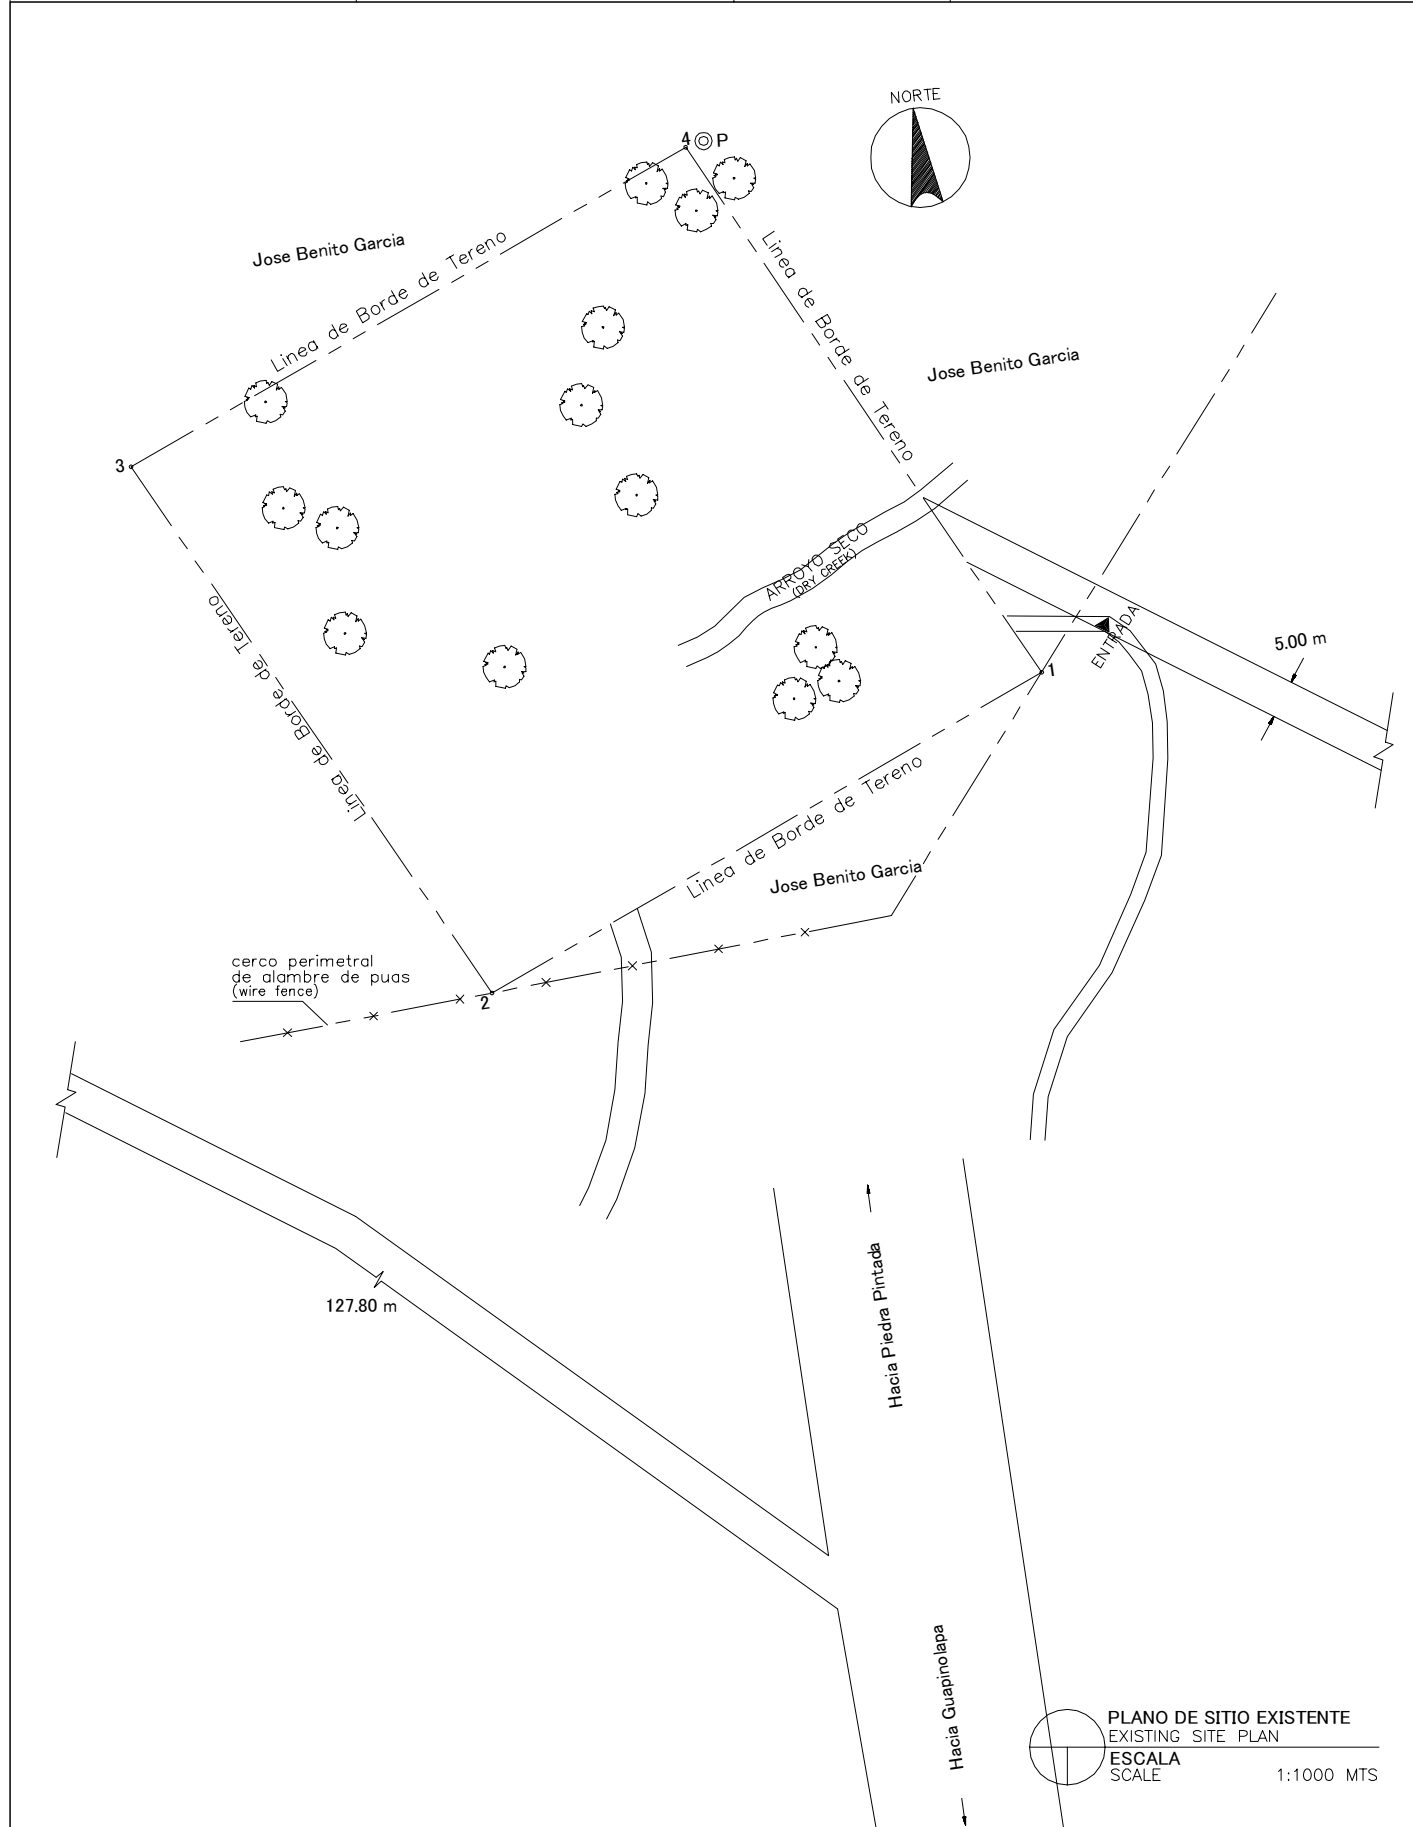 NORTE
4
P
Jose Benito Garcia
Linea de Borde de Tereno
Linea de Borde de Tereno
Jose Benito Garcia
3
ARROYO SECO
(DRY CREEK)
ENTRADA
5.00 m
1
Linea de Borde de Tereno
Linea de Borde de Tereno
Jose Benito Garcia
cerco perimetral
de alambre de puas
(wire fence)
2
127.80 m
Hacia Piedra Pintada
Hacia Guapinolapa
PLANO DE SITIO EXISTENTE
EXISTING SITE PLAN
ESCALA
SCALE 1:1000 MTS